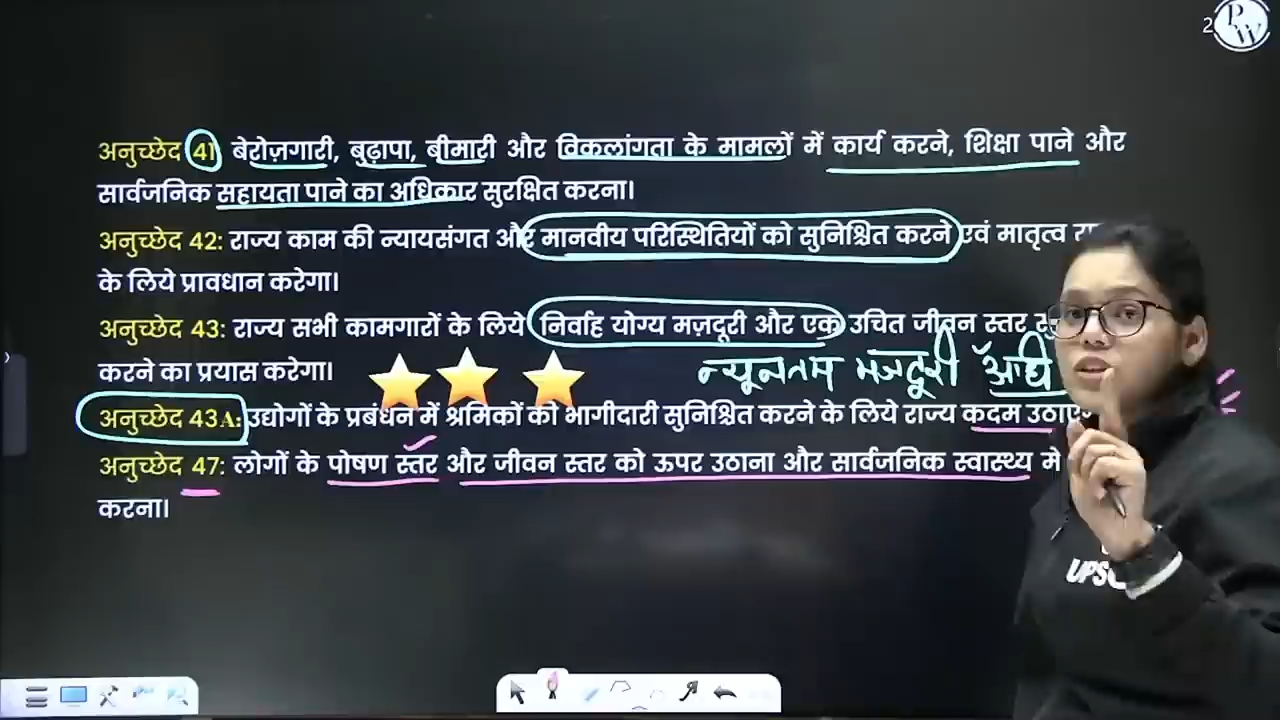 2
PW
अनुच्छेद 41 बेरोज़गारी, बुढ़ापा, बीमारी और विकलांगता के मामलों में कार्य करने, शिक्षा पाने और
सार्वजनिक सहायता पाने का अधिकार सुरक्षित करना।
अनुच्छेद 42: राज्य काम की न्यायसंगत और मानवीय परिस्थितियों को सुनिश्चित करने एवं मातृत्व
के लिये प्रावधान करेगा।
अनुच्छेद 43: राज्य सभी कामगारों के लिये निर्वाह योग्य मज़दूरी और एक उचित जीवन स्तर
करने का प्रयास करेगा।
न्यूनतम मजदूरी
अनुच्छेद 43A: उद्योगों के प्रबंधन में श्रमिकों की भागीदारी सुनिश्चित करने के लिये राज्य कदम
अनुच्छेद 47: लोगों के पोषण स्तर और जीवन स्तर को ऊपर उठाना और सार्वजनिक स्वास्थ्य
करना।